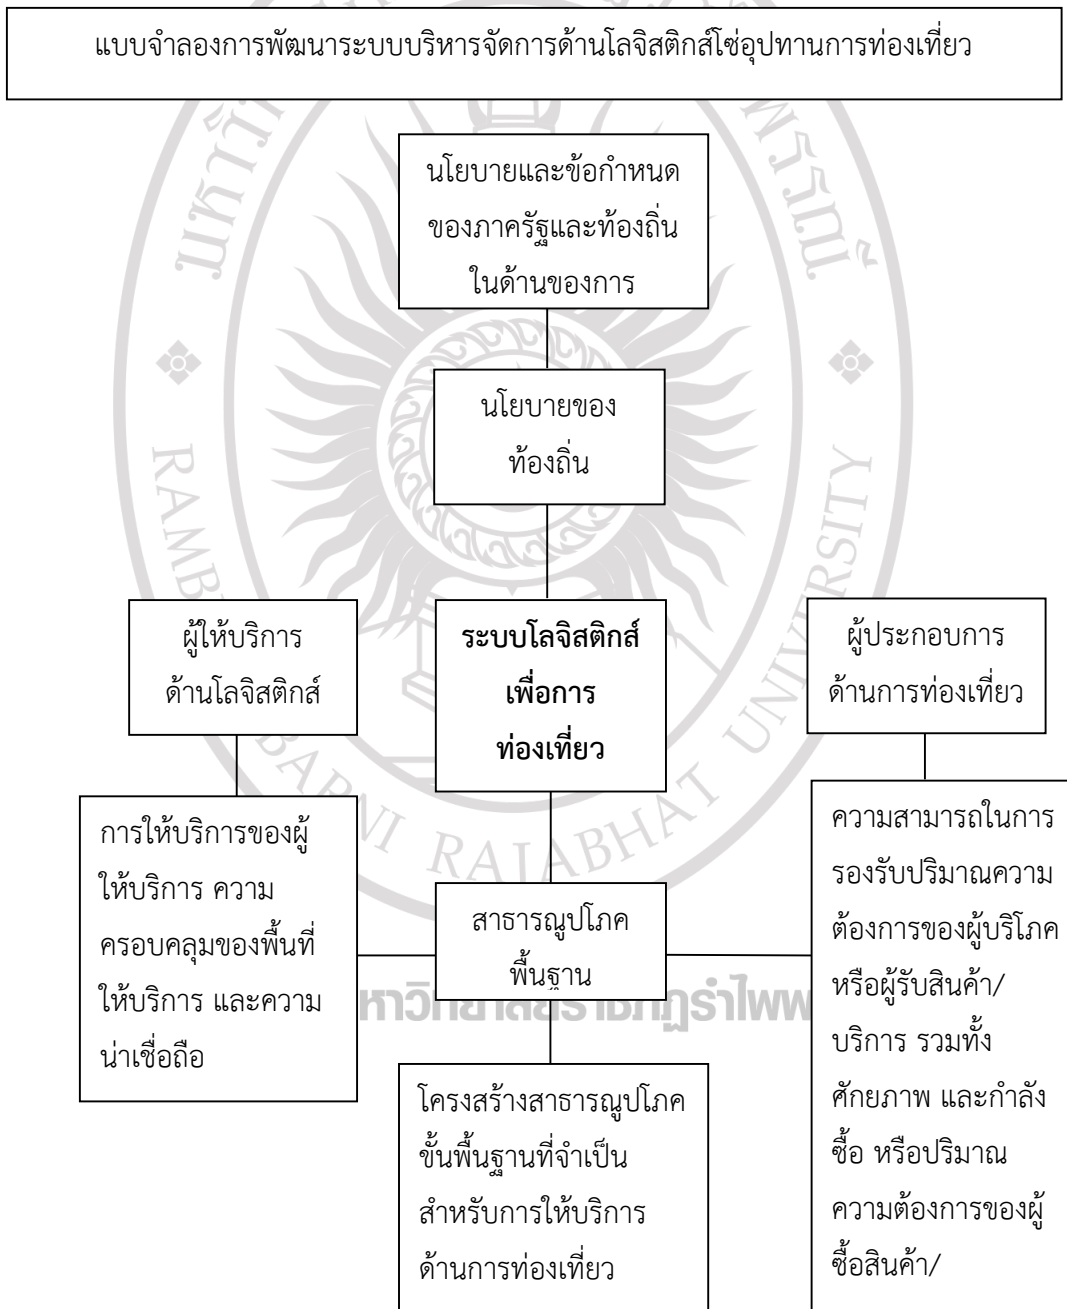 แบบจำลองการพัฒนาระบบบริหารจัดการด้านโลจิสติกส์โซ่อุปทานการท่องเที่ยว
นโยบายและข้อกำหนด
ของภาครัฐและท้องถิ่น
ในด้านของการ
นโยบายของ
ท้องถิ่น
ผู้ให้บริการ
ด้านโลจิสติกส์
ระบบโลจิสติกส์
เพื่อการ
ท่องเที่ยว
ผู้ประกอบการ
ด้านการท่องเที่ยว
การให้บริการของผู้
ให้บริการ ความ
ครอบคลุมของพื้นที่
ให้บริการ และความ
น่าเชื่อถือ
สาธารณูปโภค
พื้นฐาน
ความสามารถในการ
รองรับปริมาณความ
ต้องการของผู้บริโภค
หรือผู้รับสินค้า/
บริการ รวมทั้ง
ศักยภาพ และกำลัง
ซื้อ หรือปริมาณ
ความต้องการของผู้
ซื้อสินค้า/
โครงสร้างสาธารณูปโภค
ขั้นพื้นฐานที่จำเป็น
สำหรับการให้บริการ
ด้านการท่องเที่ยว
RAJABHAT UNIVERSITY